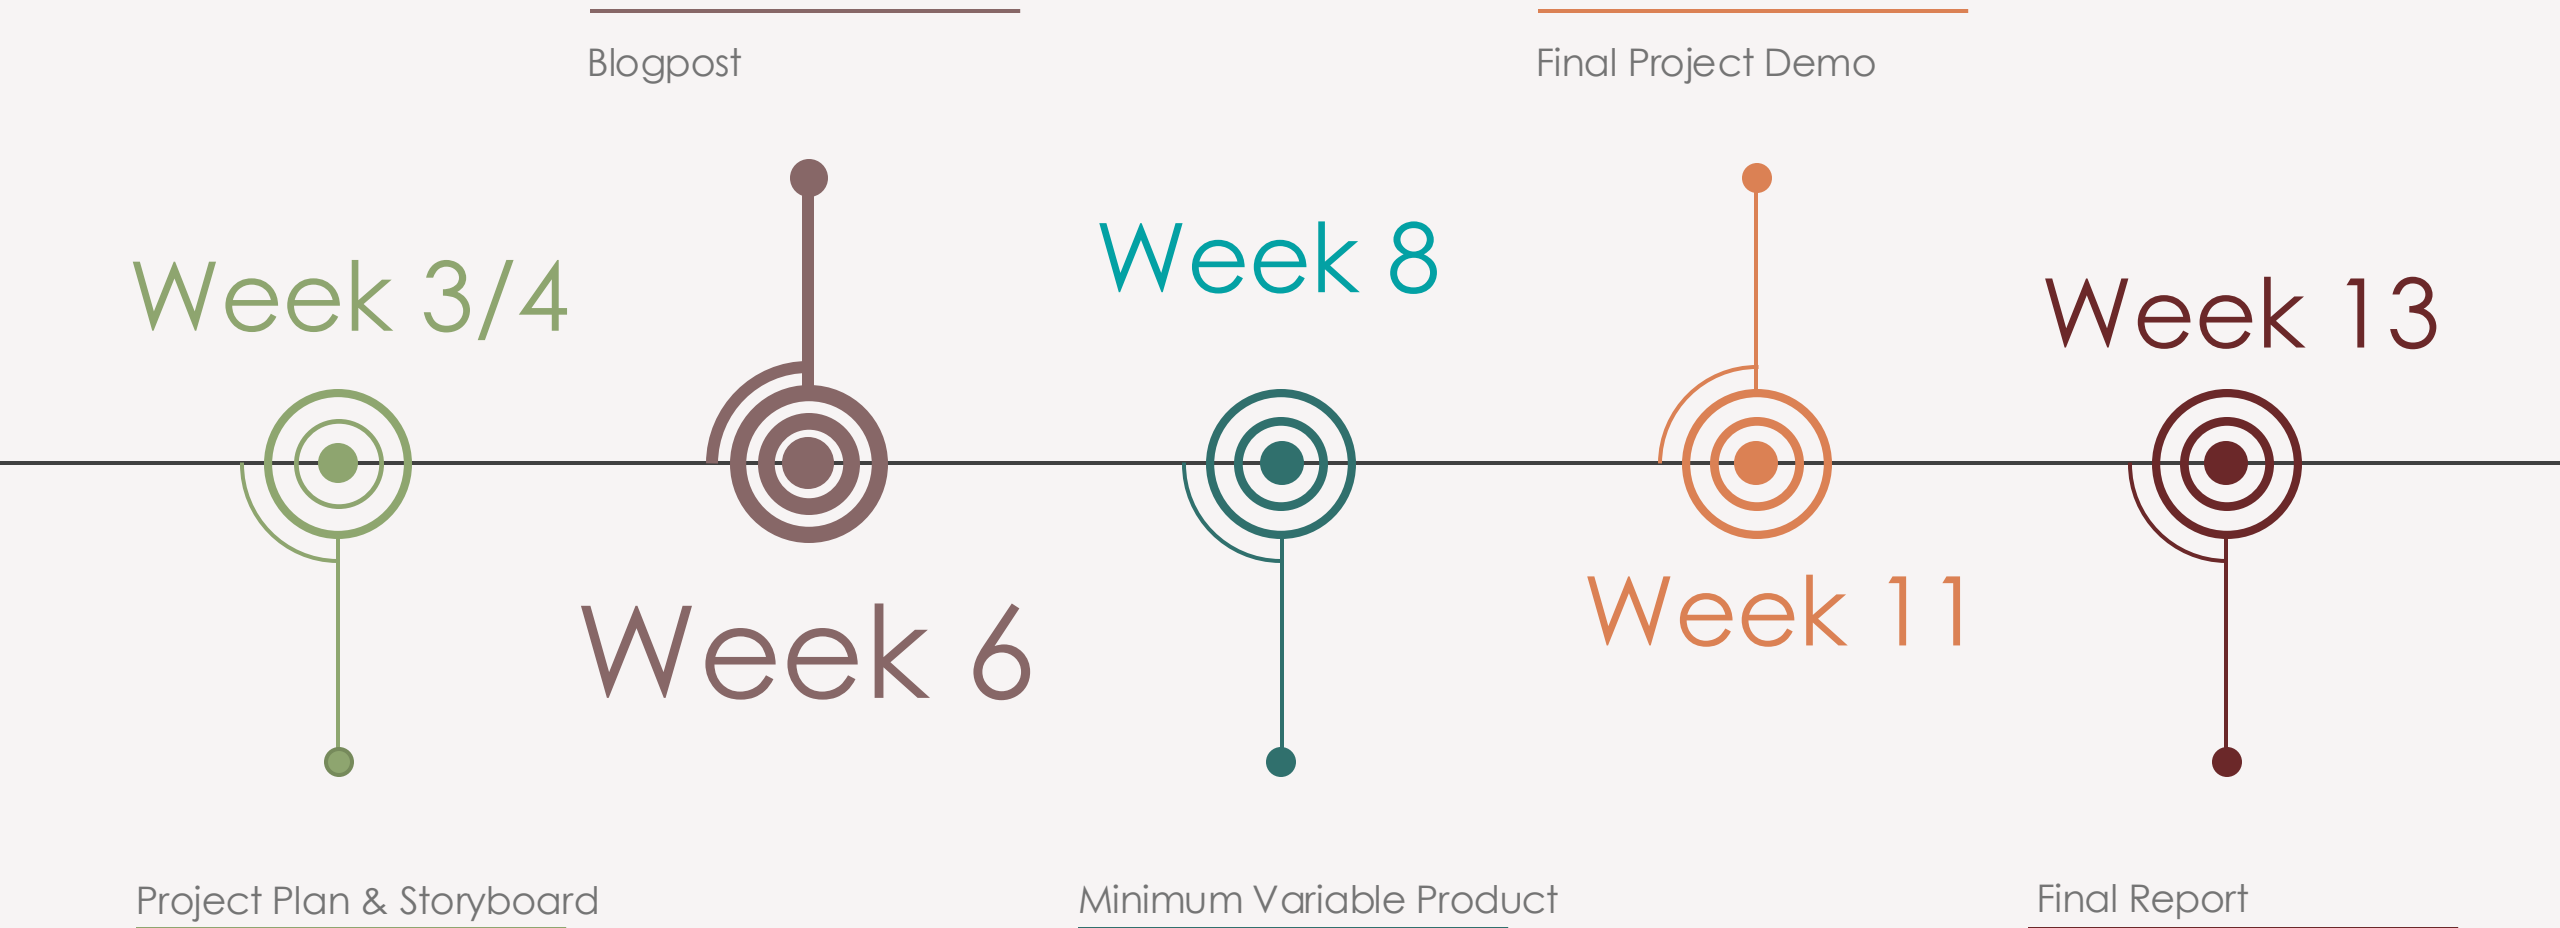 Blogpost
Final Project Demo
Week 3/4
Week 8
Week 13
Week 6
Week 11
Project Plan & Storyboard
Minimum Variable Product
Final Report